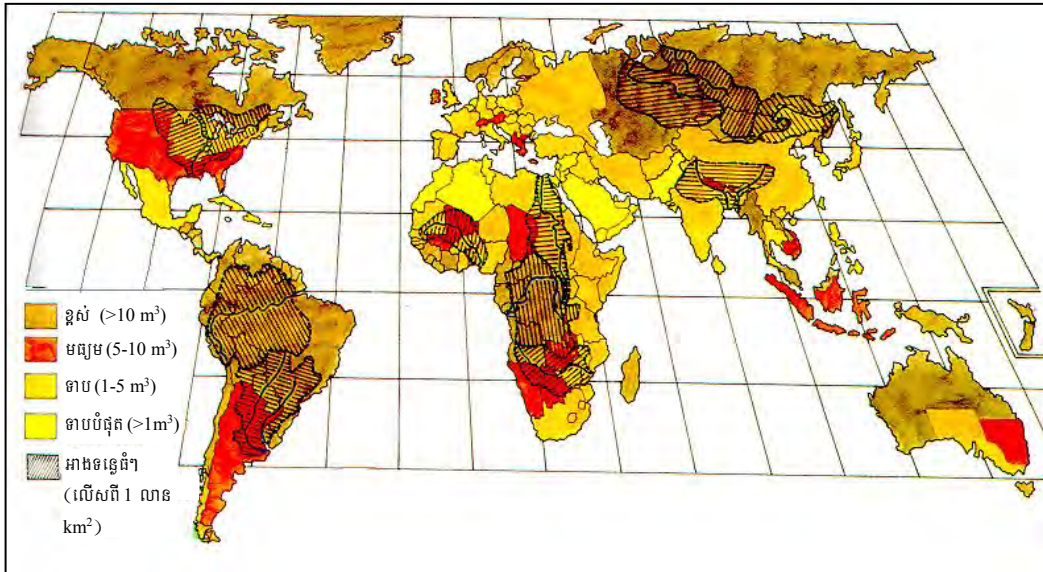 ខ្ពស់ (>10 m³)
មធ្យម (5-10 m³)
ទាប (1-5 m³)
ទាបបំផុត (>1m³)
អាងទន្លេធំៗ
(លើសពី 1 លាន
km²)